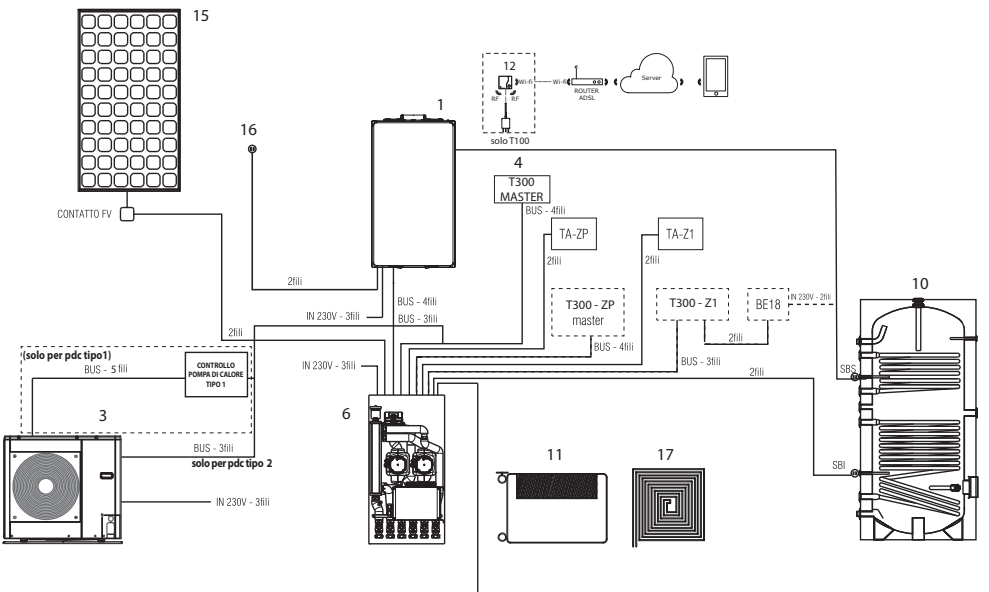 15
12
Wi-fi
Wi-fi
ROUTER
ADSL
Server
RF
RF
solo T100
1
16
4
T300
MASTER
BUS - 4fili
CONTATTO FV
TA-ZP
TA-Z1
2fili
2fili
2fili
10
BUS - 4fili
IN 230V - 3fili
BUS - 3fili
T300 - ZP
master
T300 - Z1
BE18
IN 230V - 2fili
2fili
2fili
BUS - 4fili
(solo per pdc tipo1)
BUS - 5 fili
CONTROLLO
POMPA DI CALORE
TIPO 1
IN 230V - 3fili
BUS - 3fili
2fili
SBS
3
6
BUS - 3fili
solo per pdc tipo 2
11
17
SBI
IN 230V - 3fili